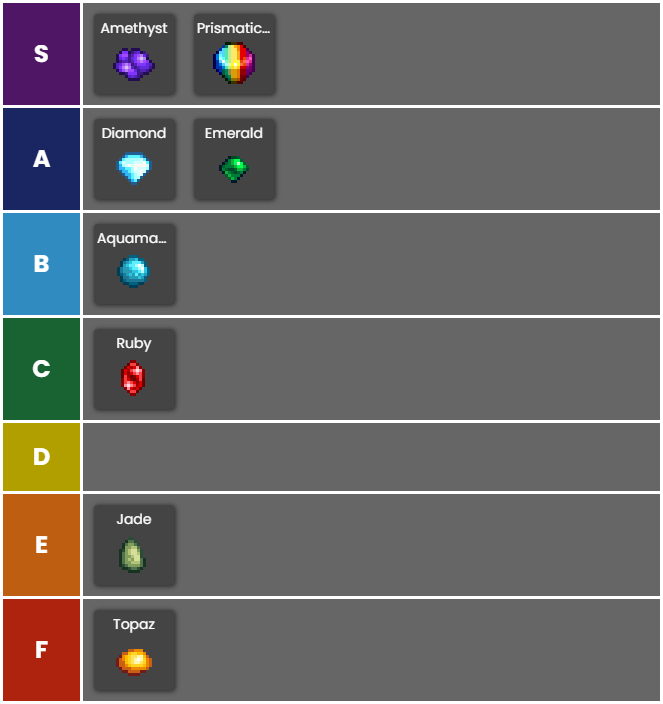 S
Amethyst
Prismatic...
A
Diamond
Emerald
B
Aquama...
C
Ruby
D
E
Jade
F
Topaz